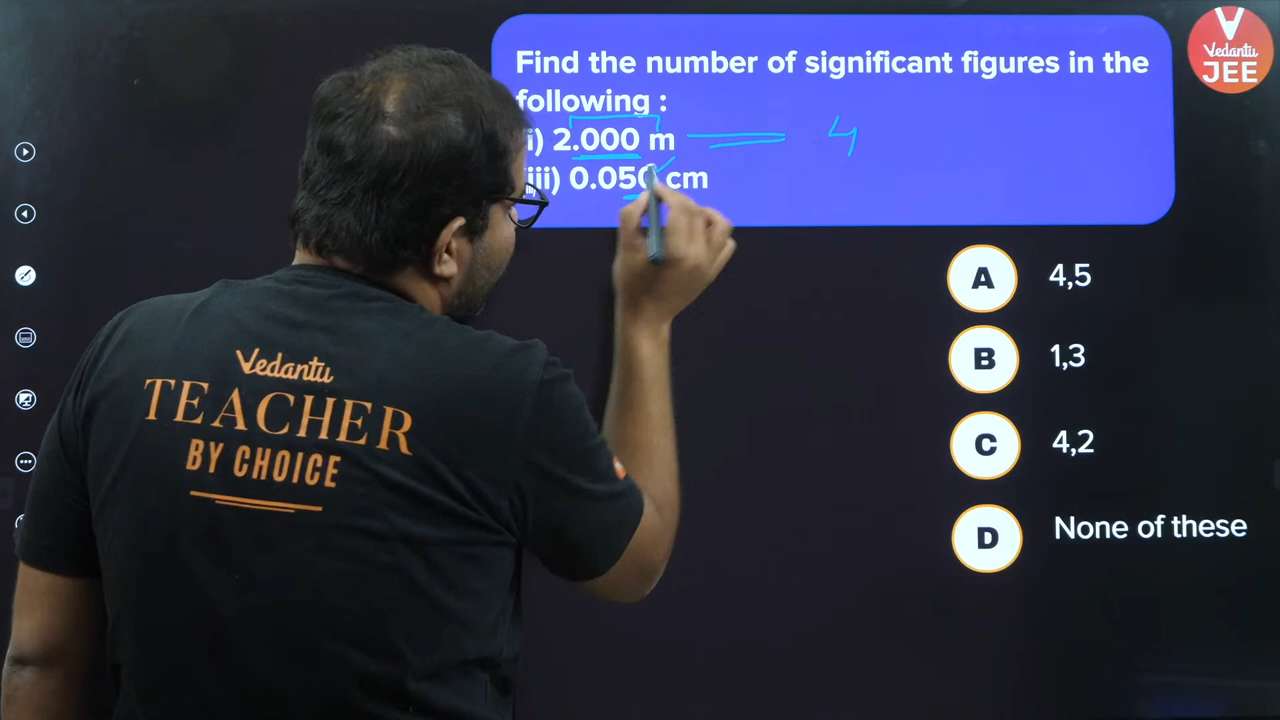 Find the number of significant figures in the
following :
i) 2.000 m 4
iii) 0.050 cm
A 4,5
B 1,3
C 4,2
D None of these
Vedantu
JEE
Vedantu
TEACHER
BY CHOICE